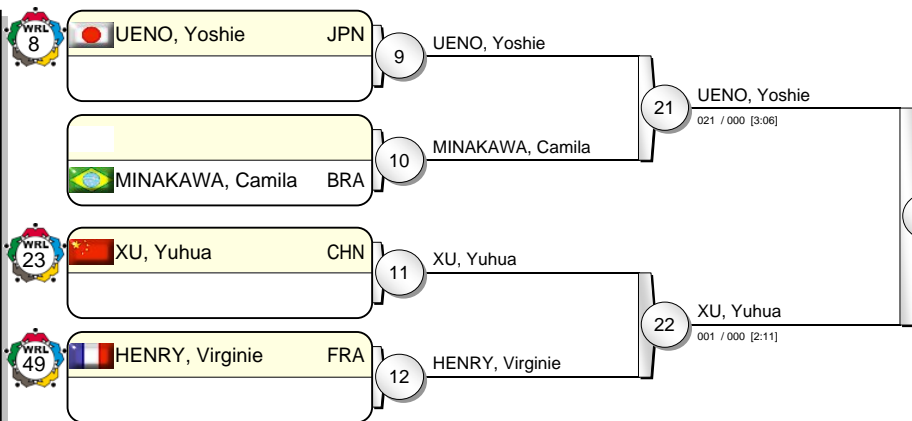 WRL
8
UENO, Yoshie JPN
9
UENO, Yoshie
21
UENO, Yoshie
021 / 000 [3:06]
MINAKAWA, Camila BRA
10
MINAKAWA, Camila
WRL
23
XU, Yuhua CHN
11
XU, Yuhua
22
XU, Yuhua
001 / 000 [2:11]
WRL
49
HENRY, Virginie FRA
12
HENRY, Virginie